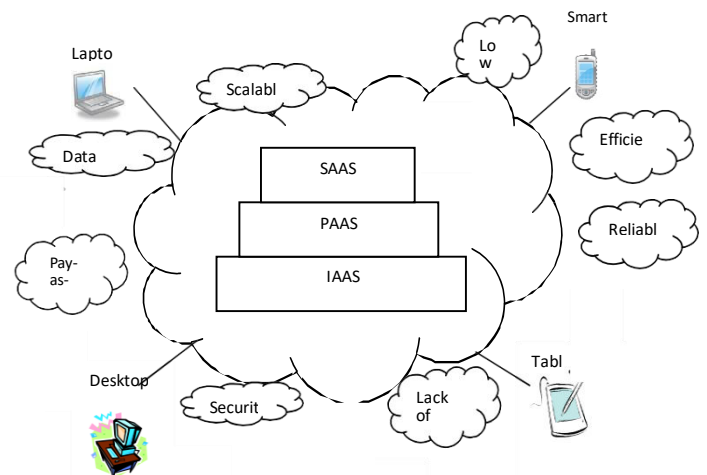 Smart
Lo
w
Lapto
Scalabl
Efficie
Data
SAAS
PAAS
Reliabl
Pay-
as-
IAAS
Tabl
Desktop
Lack
of
Securit